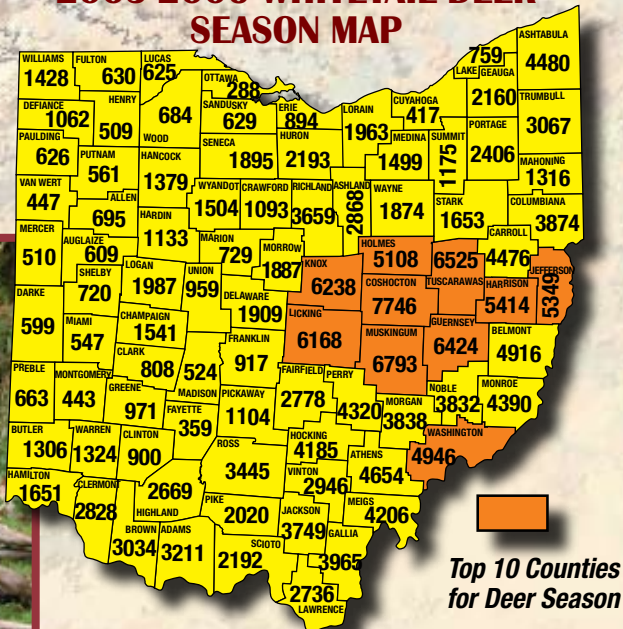 SEASON MAP
WILLIAMS 1428
FULTON 630
LUCAS 625
OTTAWA 288
ASHTABULA 4480
LAKE 759
GEAUGA 2160
DEFIANCE 1062
HENRY 509
WOOD 684
SANDUSKY 629
ERIE 894
LORAIN 1963
CUYAHOGA 417
TRUMBULL 3067
PAULDING 626
PUTNAM 561
HANCOCK 1379
SENECA 1895
HURON 2193
MEDINA 1499
SUMMIT 1175
PORTAGE 2406
MAHONING 1316
VAN WERT 447
ALLEN 695
WYANDOT 1504
CRAWFORD 1093
RICHLAND 3659
ASHLAND 2868
WAYNE 1874
STARK 1653
COLUMBIANA 3874
MERCER 510
AUGLAIZE 609
HARDIN 1133
MARION 729
MORROW 1887
KNOX 6238
HOLMES 5108
TUSCARAWAS 6525
CARROLL 4476
JEFFERSON 5349
SHELBY 720
LOGAN 1987
UNION 959
DELAWARE 1909
COSHOCTON 7746
HARRISON 5414
DARKE 599
MIAMI 547
CHAMPAIGN 1541
LICKING 6168
MUSKINGUM 6793
GUERNSEY 6424
BELMONT 4916
CLARK 808
MADISON 524
FRANKLIN 917
PREBLE 663
MONTGOMERY 443
GREENE 971
FAYETTE 359
PICKAWAY 1104
FAIRFIELD 2778
PERRY 4320
MORGAN 3838
NOBLE 3832
MONROE 4390
BUTLER 1306
WARREN 1324
CLINTON 900
ROSS 3445
HOCKING 4185
ATHENS 4654
WASHINGTON 4946
HAMILTON 1651
CLERMONT 2828
HIGHLAND 2669
PIKE 2020
VINTON 2946
MEIGS 4206
BROWN 3034
ADAMS 3211
SCIOTO 2192
JACKSON 3749
GALLIA 3965
LAWRENCE 2736
Top 10 Counties
for Deer Season